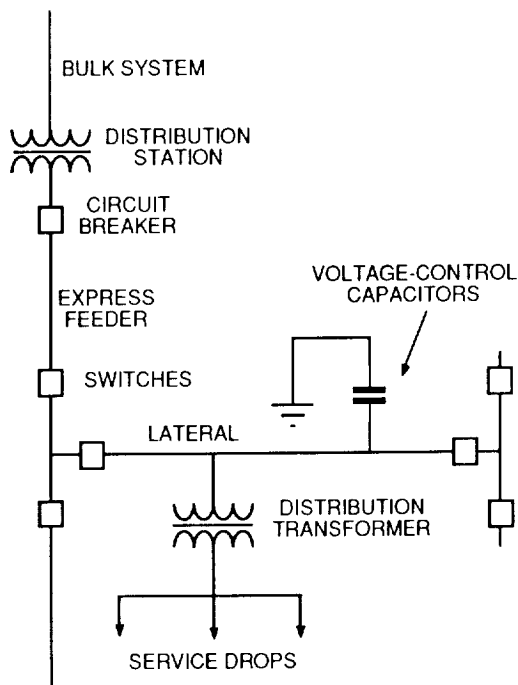 BULK SYSTEM
DISTRIBUTION
STATION
CIRCUIT
BREAKER
VOLTAGE-CONTROL
CAPACITORS
EXPRESS
FEEDER
SWITCHES
LATERAL
DISTRIBUTION
TRANSFORMER
SERVICE DROPS